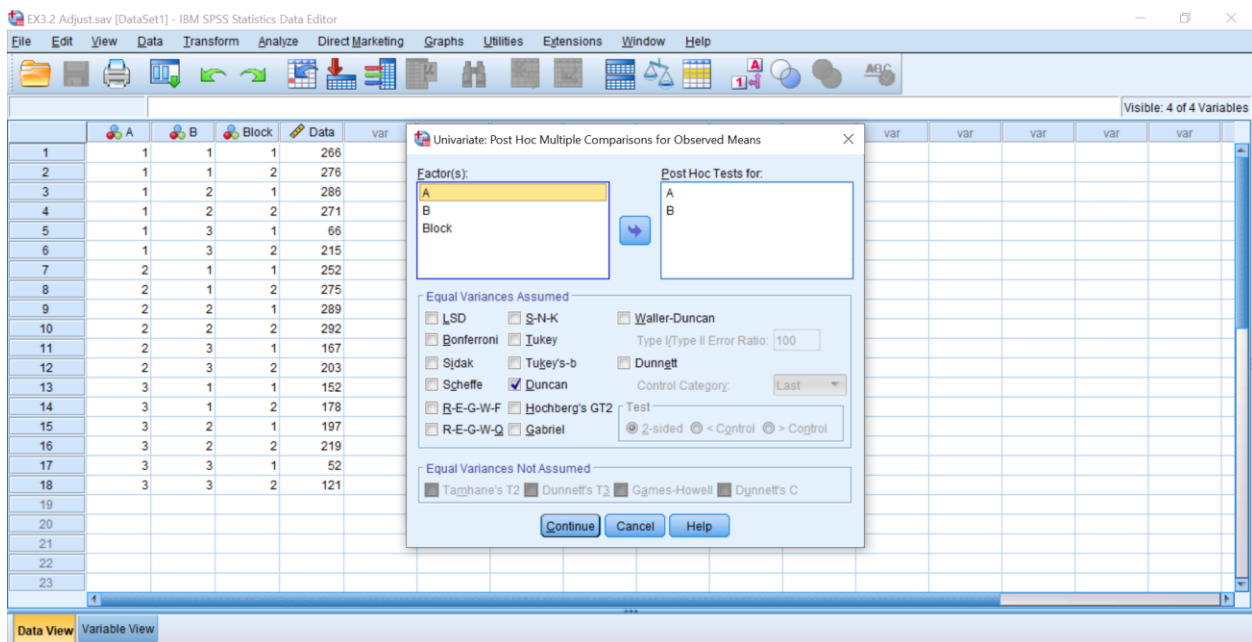 EX3.2 Adjust.sav [DataSet1] - IBM SPSS Statistics Data Editor
File Edit View Data Transform Analyze Direct Marketing Graphs Utilities Extensions Window Help
A
1
ABC
Visible: 4 of 4 Variables
A B Block Data var var var var var var
1 1 1 1 266
2 1 1 2 276
3 1 2 1 286
4 1 2 2 271
5 1 3 1 66
6 1 3 2 215
7 2 1 1 252
8 2 1 2 275
9 2 2 1 289
10 2 2 2 292
11 2 3 1 167
12 2 3 2 203
13 3 1 1 152
14 3 1 2 178
15 3 2 1 197
16 3 2 2 219
17 3 3 1 52
18 3 3 2 121
19
20
21
22
23
Univariate: Post Hoc Multiple Comparisons for Observed Means
Factor(s): Post Hoc Tests for:
A A
B B
Block
Equal Variances Assumed
LSD S-N-K Waller-Duncan
Bonferroni Tukey Type I/Type II Error Ratio: 100
Sidak Tukey's-b Dunnett
Scheffe Duncan Control Category: Last
R-E-G-W-F Hochberg's GT2 Test
R-E-G-W-Q Gabriel 2-sided < Control > Control
Equal Variances Not Assumed
Tamhane's T2 Dunnett's T3 Games-Howell Dunnett's C
Continue Cancel Help
Data View Variable View